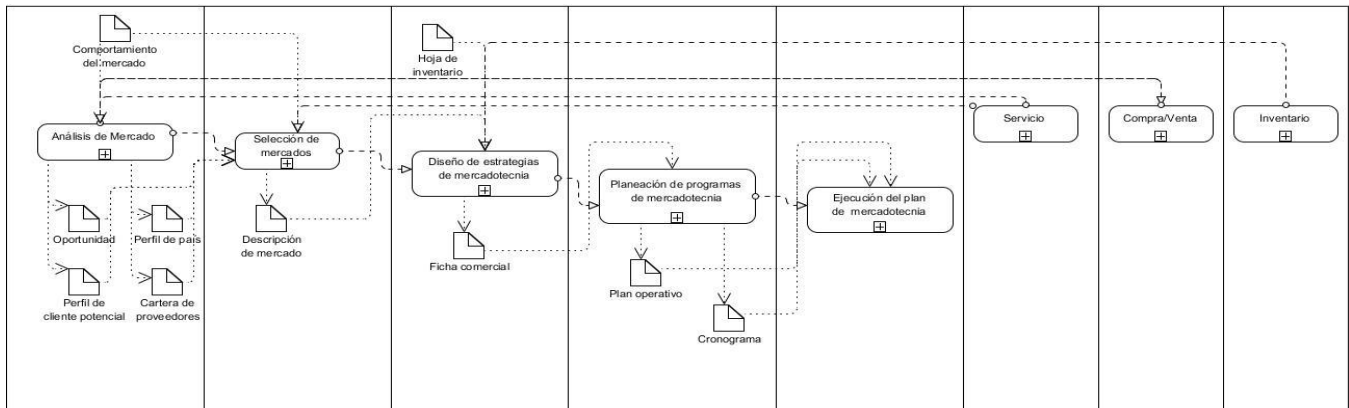 Comportamiento
del mercado
Hoja de
inventario
Análisis de Mercado
Selección de
mercados
Diseño de estrategias
de mercadotecnia
Planeación de programas
de mercadotecnia
Ejecución del plan
de mercadotecnia
Servicio
Compra/Venta
Inventario
Oportunidad
Perfil de país
Descripción
de mercado
Ficha comercial
Perfil de
cliente potencial
Cartera de
proveedores
Plan operativo
Cronograma